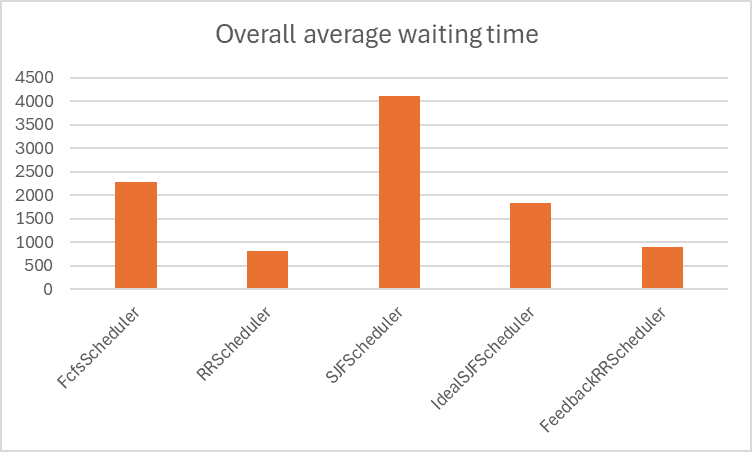 Overall average waiting time
4500
4000
3500
3000
2500
2000
1500
1000
500
0
FcfsScheduler
RRScheduler
SJFScheduler
IdealSJFScheduler
FeedbackRRScheduler